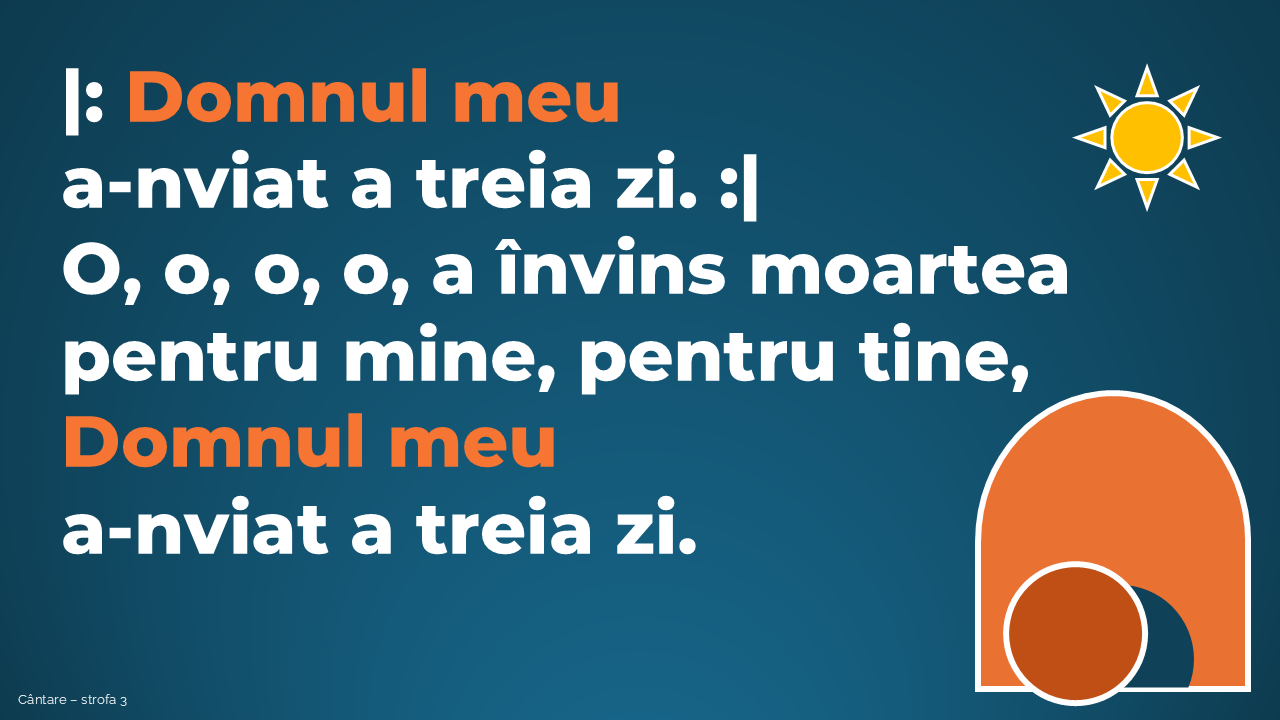 |: Domnul meu
a-nviat a treia zi. :|
O, o, o, o, a învins moartea
pentru mine, pentru tine,
Domnul meu
a-nviat a treia zi.
Cântare – strofa 3